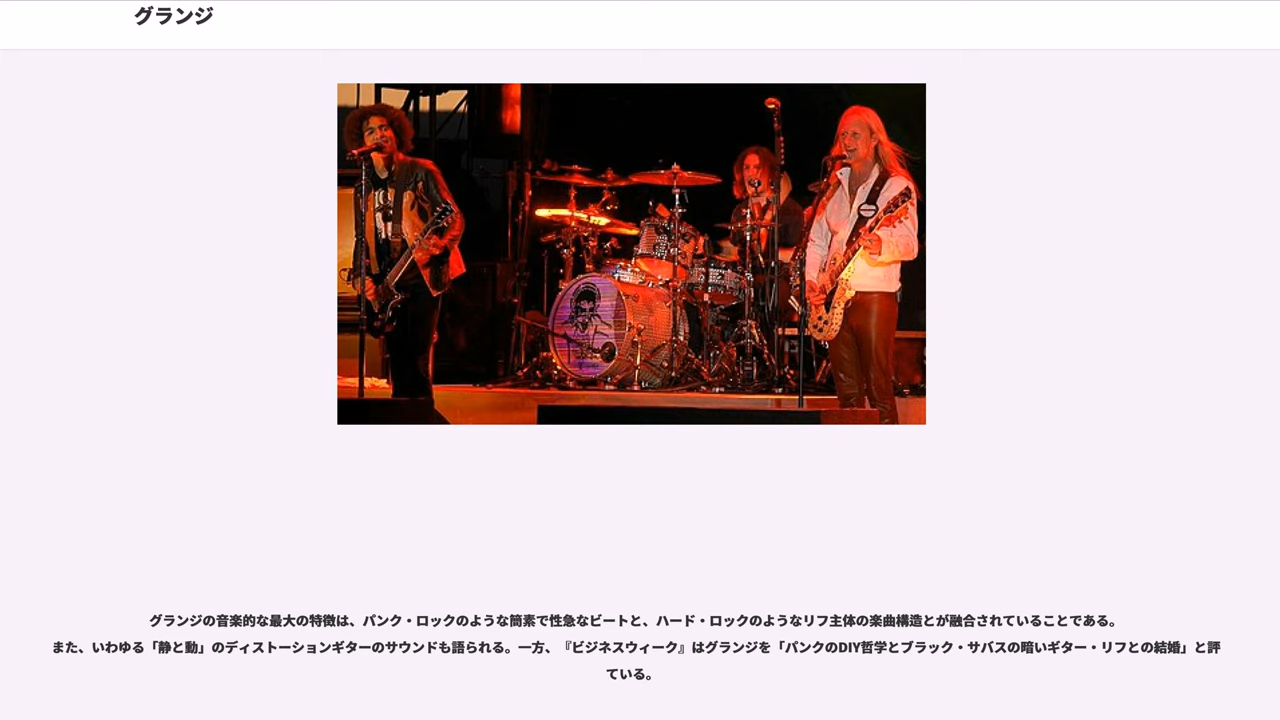 グランジ
グランジの音楽的な最大の特徴は、パンク・ロックのような簡素で性急なビートと、ハード・ロックのようなリフ主体の楽曲構造とが融合されていることである。
また、いわゆる「静と動」のディストーションギターのサウンドも語られる。一方、『ビジネスウィーク』はグランジを「パンクのDIY哲学とブラック・サバスの暗いギター・リフとの結婚」と評
ている。